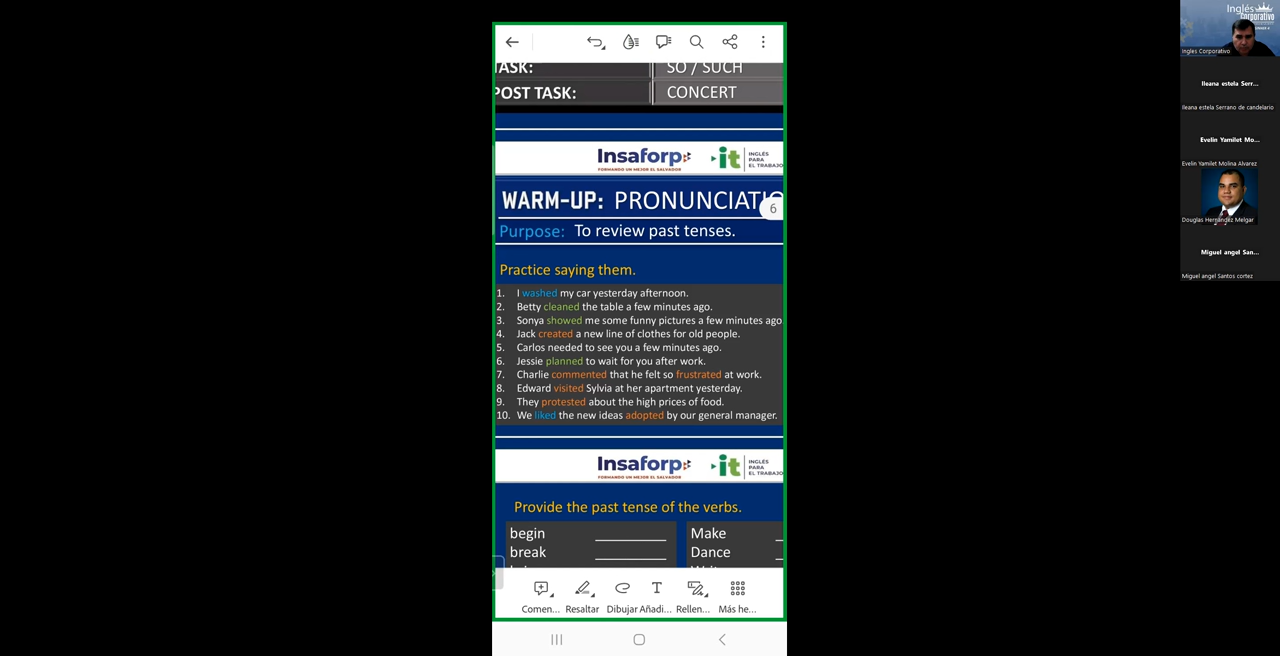 TASK:
SO / SUCH
POST TASK:
CONCERT
Insaforp
FORMANDO UN MEJOR EL SALVADOR
it
INGLÉS
PARA
EL TRABAJO
WARM-UP: PRONUNCIATIO
6
Purpose: To review past tenses.
Practice saying them.
1. I washed my car yesterday afternoon.
2. Betty cleaned the table a few minutes ago.
3. Sonya showed me some funny pictures a few minutes ago
4. Jack created a new line of clothes for old people.
5. Carlos needed to see you a few minutes ago.
6. Jessie planned to wait for you after work.
7. Charlie commented that he felt so frustrated at work.
8. Edward visited Sylvia at her apartment yesterday.
9. They protested about the high prices of food.
10. We liked the new ideas adopted by our general manager.
Insaforp
FORMANDO UN MEJOR EL SALVADOR
it
INGLÉS
PARA
EL TRABAJO
Provide the past tense of the verbs.
begin ____________
Make _
break ____________
Dance _
Comen...
Resaltar
Dibujar
Añadi...
Rellen...
Más he...
Inglés
Corporativo
Ingles Corporativo
Ileana estela Serr...
Ileana estela Serrano de candelario
Evelin Yamilet Mo...
Evelin Yamilet Molina Alvarez
Douglas Hernández Melgar
Miguel angel San...
Miguel angel Santos cortez